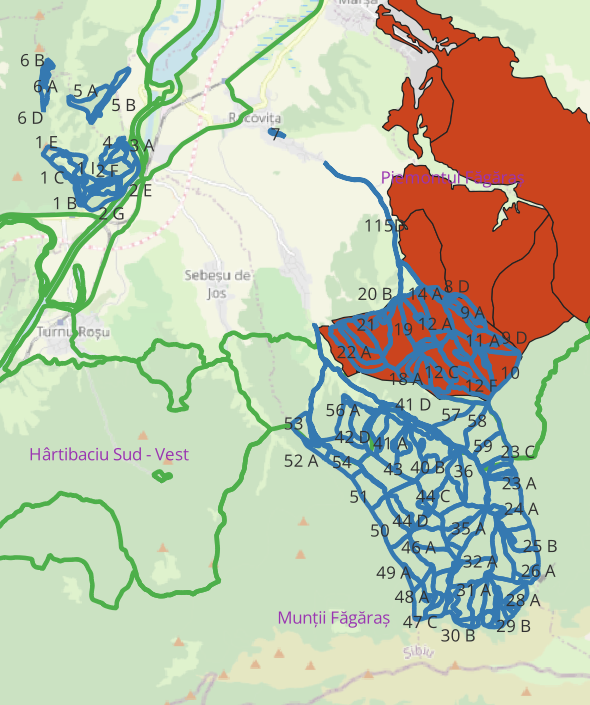 Mârșa
6 B
6 A
5 A
5 B
6 D
Racovița
7
1 E
4
3 A
1 I
2 F
1 C
2 E
1 B
2 G
Piemontul Făgăraș
115D
Sebeșu de
Jos
20 B
14 A
8 D
9 A
21
19
12 A
Turnu Roșu
11 A
9 D
22 A
18 A
12 C
10
12 F
56 A
41 D
57
58
53
42 D
41 A
59
23 C
Hârtibaciu Sud - Vest
52 A
54
43
40 B
36
23 A
51
44 C
24 A
50
44 D
35 A
46 A
25 B
49 A
32 A
26 A
48 A
31 A
28 A
Munții Făgăraș
47 C
30 B
29 B
Sibiu